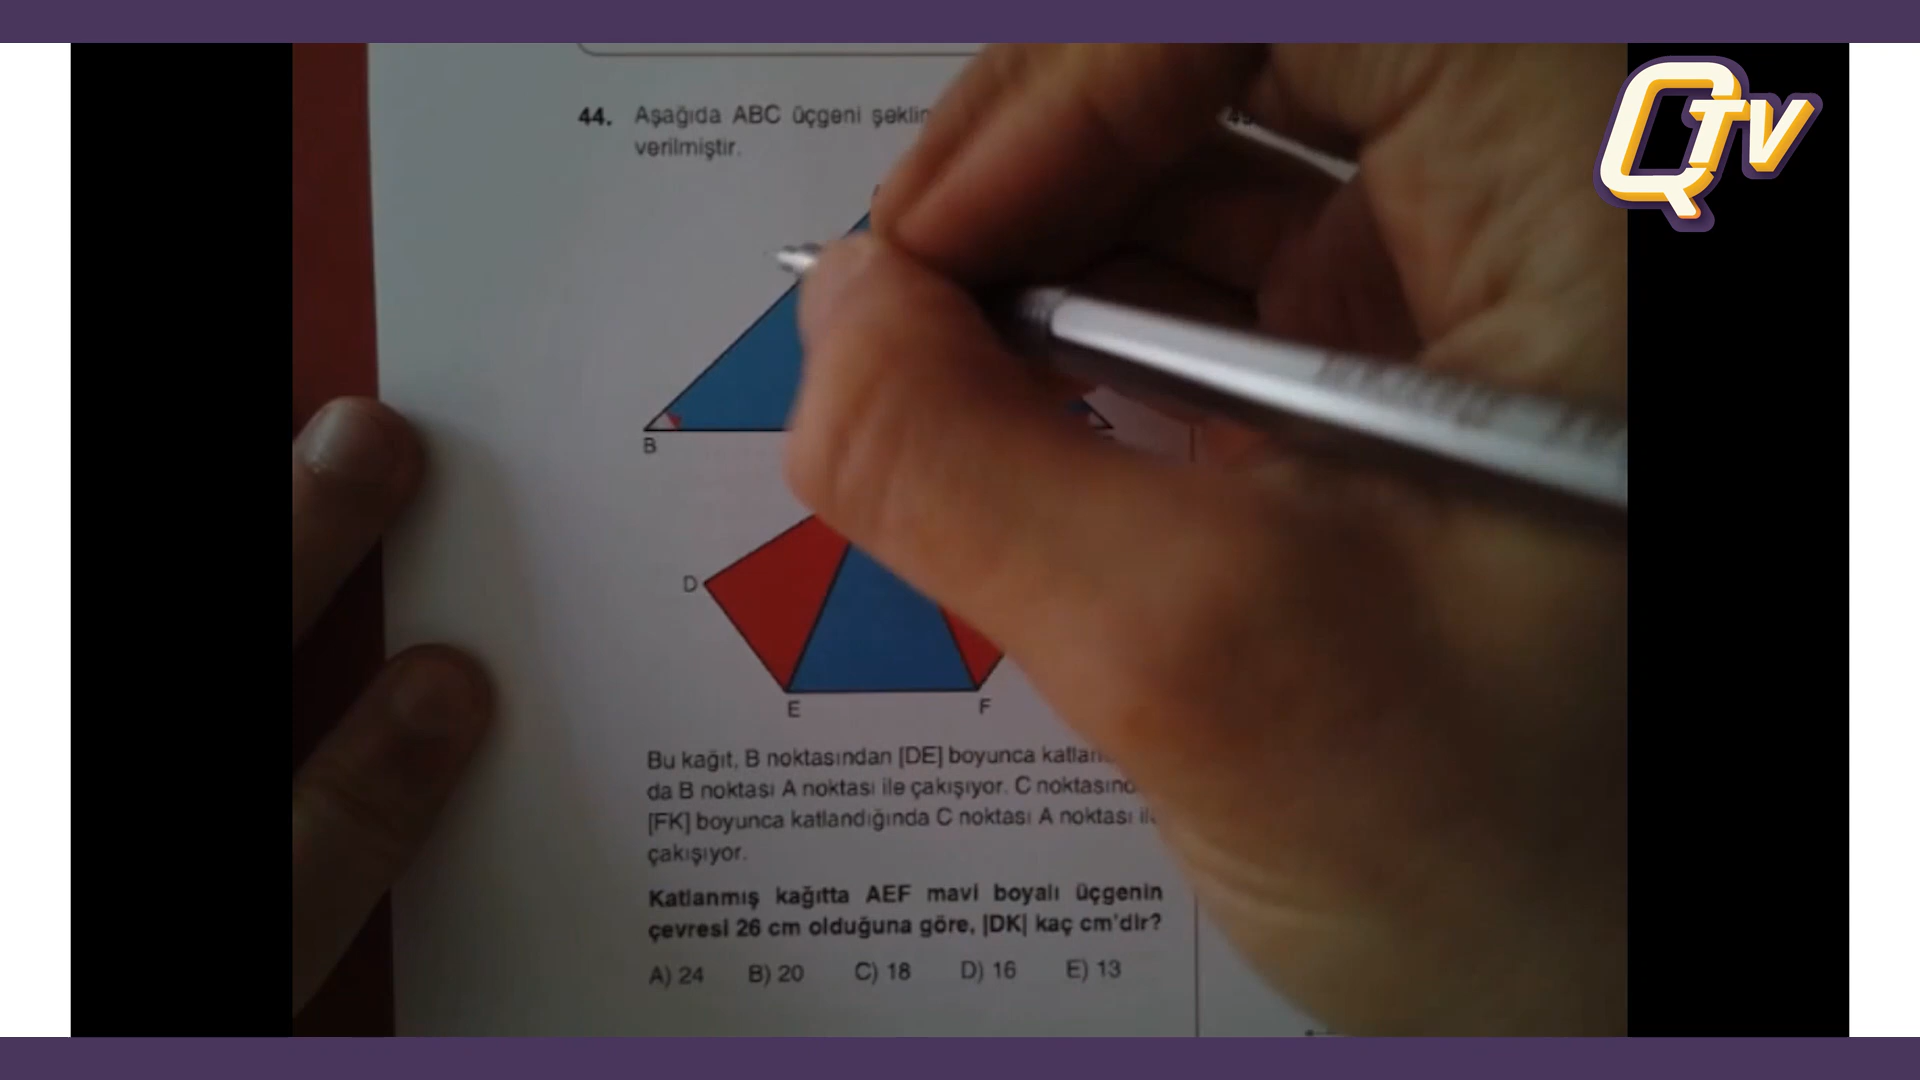 QTV
44. Aşağıda ABC üçgeni
verilmiştir.
B
D
E
F
Bu kağıt, B noktasından [DE] boyunca
da B noktası A noktası ile çakışıyor. C
[FK] boyunca katlandığında C noktası A noktası
çakışıyor.
Katlanmış kağıtta AEF mavi boyalı üçgenin
çevresi 26 cm olduğuna göre, |DK| kaç cm'dir?
A) 24 B) 20 C) 18 D) 16 E) 13